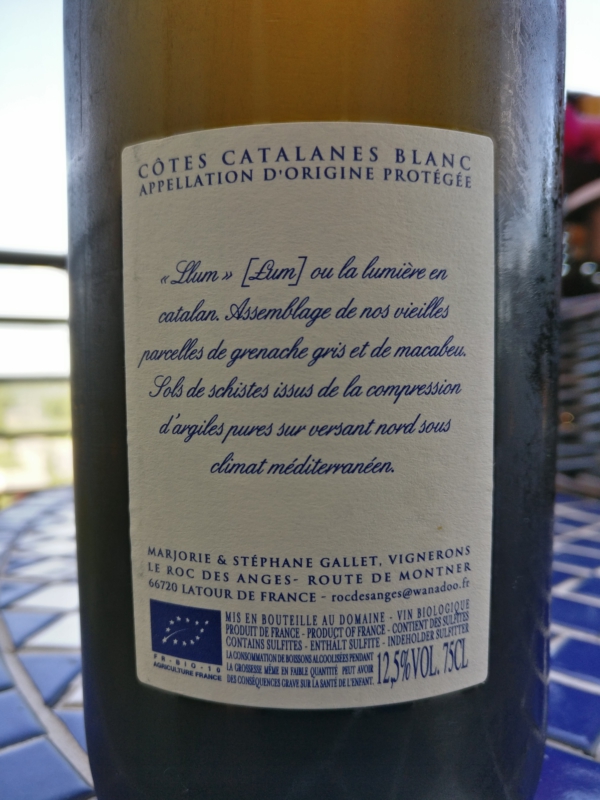 CÔTES CATALANES BLANC
APPELLATION D'ORIGINE PROTÉGÉE
« Llum » [Lum] ou la lumière en
catalan. Assemblage de nos vieilles
parcelles de grenache gris et de macabeu.
Sols de schistes issus de la compression
d'argiles pures sur versant nord sous
climat méditerranéen.
MARJORIE & STÉPHANE GALLET, VIGNERONS
LE ROC DES ANGES- ROUTE DE MONTNER
66720 LATOUR DE FRANCE - rocdesanges@wanadoo.fr
MIS EN BOUTEILLE AU DOMAINE - VIN BIOLOGIQUE
PRODUIT DE FRANCE - PRODUCT OF FRANCE - CONTIENT DES SULFITES
CONTAINS SULFITES - ENTHALT SULFITE - INDEHOLDER SULFITTER
LA CONSOMMATION DE BOISSONS ALCOOLISÉES PENDANT
LA GROSSESSE MÊME EN FAIBLE QUANTITÉ PEUT AVOIR
DES CONSÉQUENCES GRAVE SUR LA SANTÉ DE L'ENFANT.
12,5%VOL. 75CL
FR-BIO-10
AGRICULTURE FRANCE